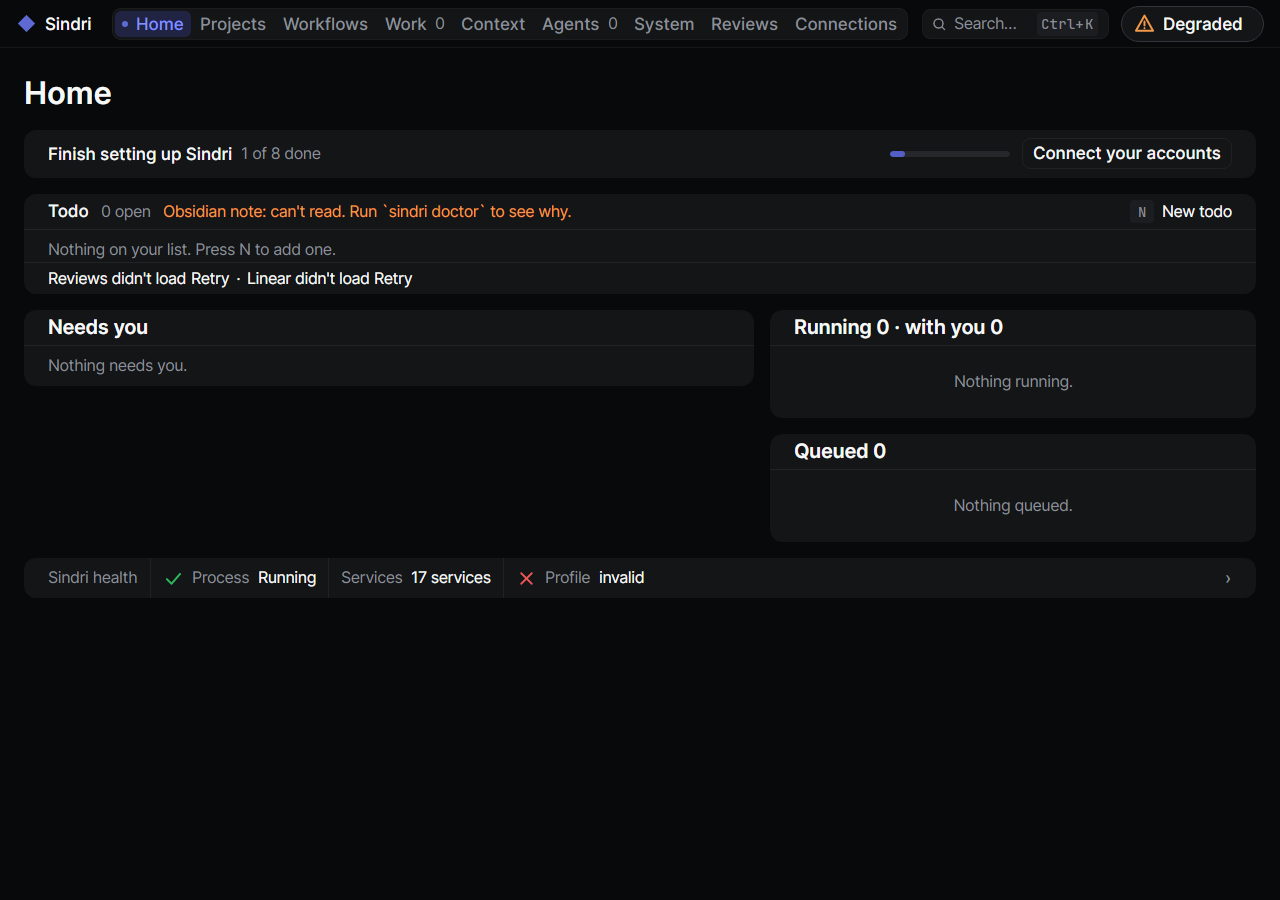 Sindri Home Projects Workflows Work 0 Context Agents 0 System Reviews Connections Search... Ctrl+K Degraded
Home
Finish setting up Sindri 1 of 8 done Connect your accounts
Todo 0 open Obsidian note: can't read. Run `sindri doctor` to see why. N New todo
Nothing on your list. Press N to add one.
Reviews didn't load Retry · Linear didn't load Retry
Needs you
Nothing needs you.
Running 0 · with you 0
Nothing running.
Queued 0
Nothing queued.
Sindri health Process Running Services 17 services Profile invalid ›